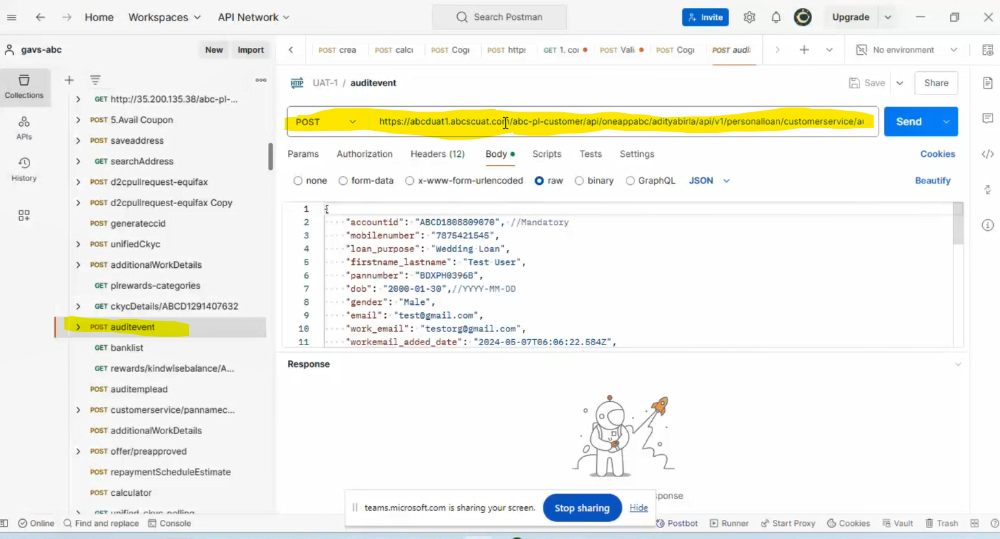 Home Workspaces API Network Search Postman Invite Upgrade
gavs-abc New Import POST crea POST calc POST Cog POST http: GET 1. co POST Vali POST Cog POST audi No environment
Collections
APIs
History
GET http://35.200.135.38/abc-pl-...
POST 5.Avail Coupon
POST saveaddress
GET searchAddress
POST d2cpullrequest-equifax
POST d2cpullrequest-equifax Copy
POST generateccid
POST unifiedCkyc
POST additionalWorkDetails
GET plrewards-categories
GET ckycDetails/ABCD1291407632
POST auditevent
GET banklist
GET rewards/kindwisebalance/A...
POST auditemplead
POST customerservice/pannamec...
POST additionalWorkDetails
POST offer/preapproved
POST repaymentScheduleEstimate
POST calculator
GET unified-ckyc-polling
HTTP UAT-1 / auditevent Save Share
POST https://abcduat1.abcscuat.com/abc-pl-customer/api/oneappabc/adityabirla/api/v1/personalloan/customerservice/au Send
Params Authorization Headers (12) Body Scripts Tests Settings Cookies
none form-data x-www-form-urlencoded raw binary GraphQL JSON Beautify
1 {
2 "accountid": "ABCD1808809070", //Mandatory
3 "mobilenumber": "7875421545",
4 "loan_purpose": "Wedding Loan",
5 "firstname_lastname": "Test User",
6 "pannumber": "BDXPH0396B",
7 "dob": "2000-01-30",//YYYY-MM-DD
8 "gender": "Male",
9 "email": "test@gmail.com",
10 "work_email": "testorg@gmail.com",
11 "workemail_added_date": "2024-05-07T06:06:22.584Z",
Response
sponse
teams.microsoft.com is sharing your screen. Stop sharing Hide
Online Find and replace Console Postbot Runner Start Proxy Cookies Vault Trash